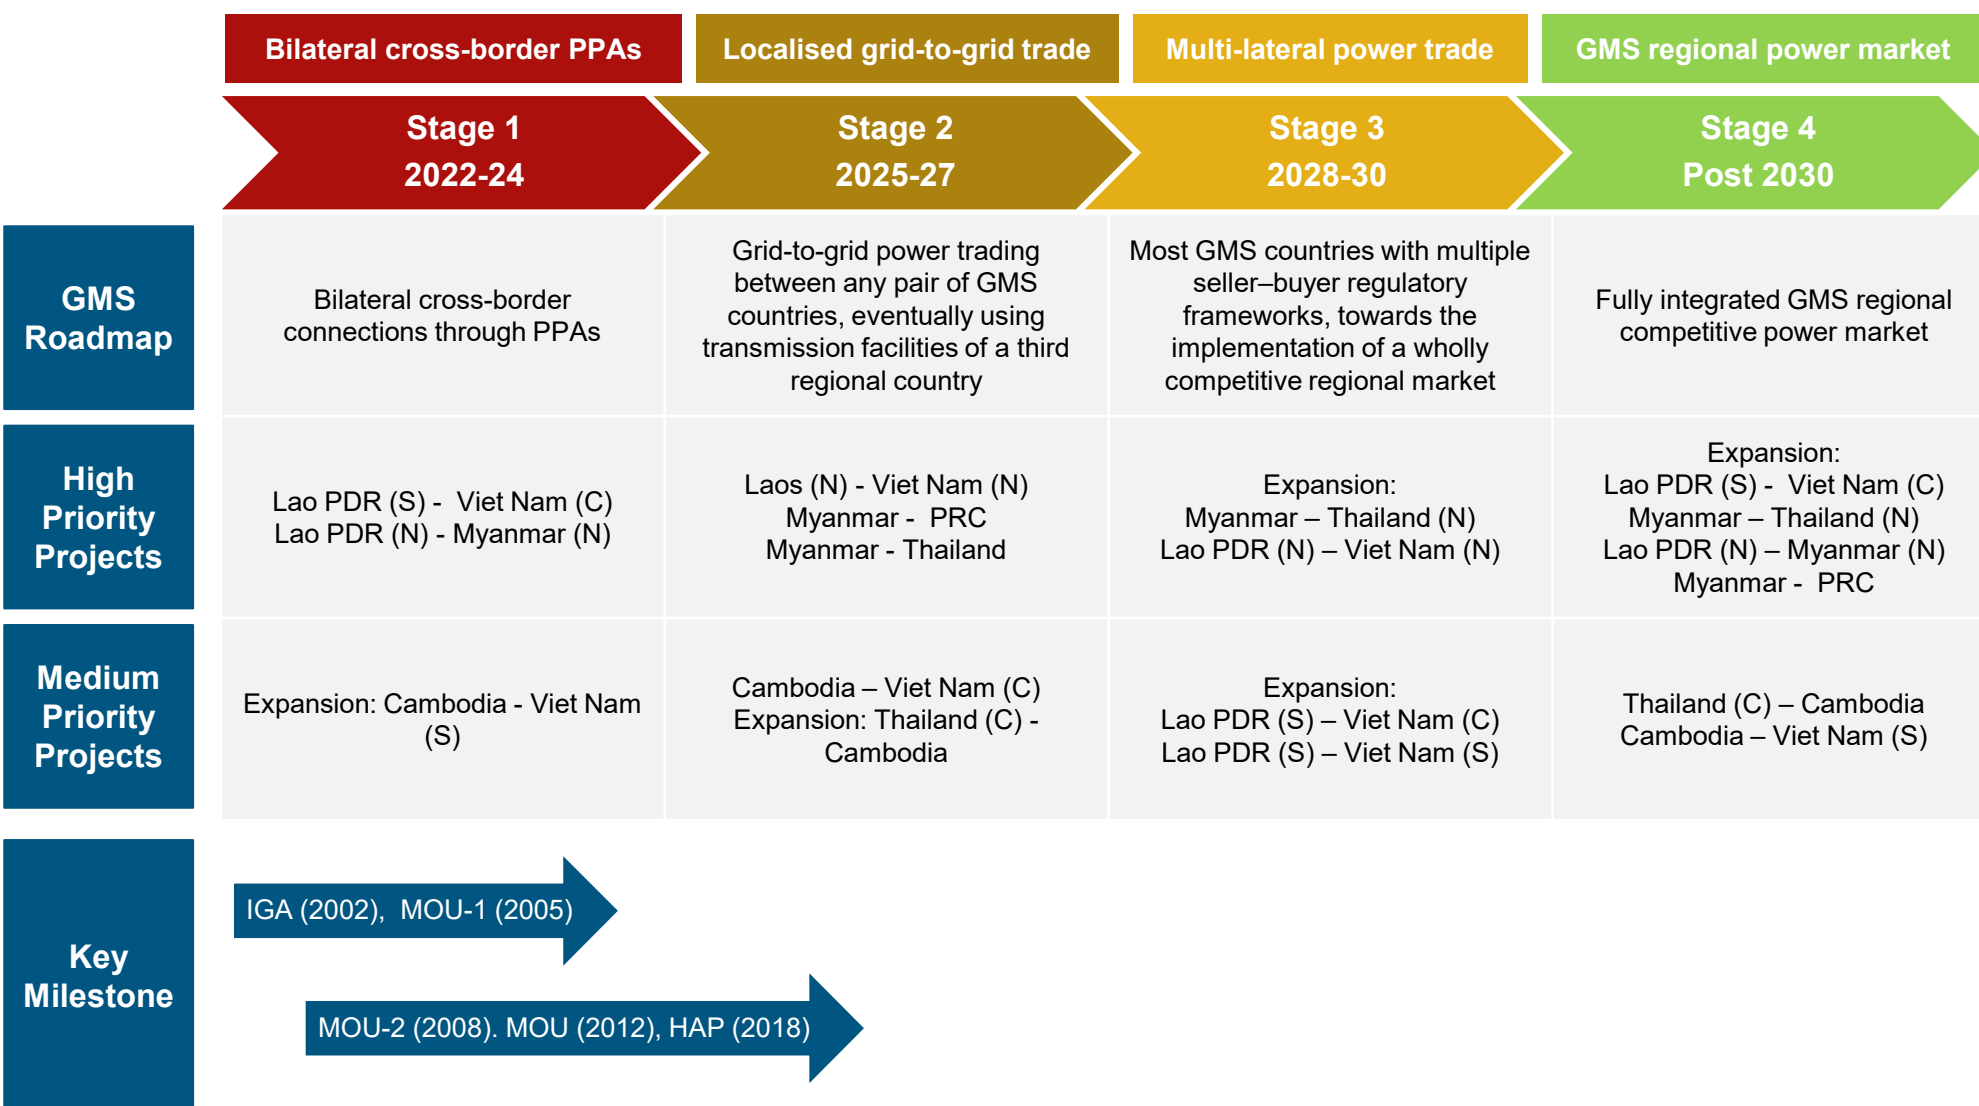 Bilateral cross-border PPAs
Localised grid-to-grid trade
Multi-lateral power trade
GMS regional power market
Stage 1
2022-24
Stage 2
2025-27
Stage 3
2028-30
Stage 4
Post 2030
GMS
Roadmap
Bilateral cross-border
connections through PPAs
Grid-to-grid power trading
between any pair of GMS
countries, eventually using
transmission facilities of a third
regional country
Most GMS countries with multiple
seller–buyer regulatory
frameworks, towards the
implementation of a wholly
competitive regional market
Fully integrated GMS regional
competitive power market
High
Priority
Projects
Lao PDR (S) -  Viet Nam (C)
Lao PDR (N) - Myanmar (N)
Laos (N) - Viet Nam (N)
Myanmar -  PRC
Myanmar - Thailand
Expansion:
Myanmar – Thailand (N)
Lao PDR (N) – Viet Nam (N)
Expansion:
Lao PDR (S) -  Viet Nam (C)
Myanmar – Thailand (N)
Lao PDR (N) – Myanmar (N)
Myanmar -  PRC
Medium
Priority
Projects
Expansion: Cambodia - Viet Nam
(S)
Cambodia – Viet Nam (C)
Expansion: Thailand (C) -
Cambodia
Expansion:
Lao PDR (S) – Viet Nam (C)
Lao PDR (S) – Viet Nam (S)
Thailand (C) – Cambodia
Cambodia – Viet Nam (S)
Key
Milestone
IGA (2002),  MOU-1 (2005)
MOU-2 (2008). MOU (2012), HAP (2018)